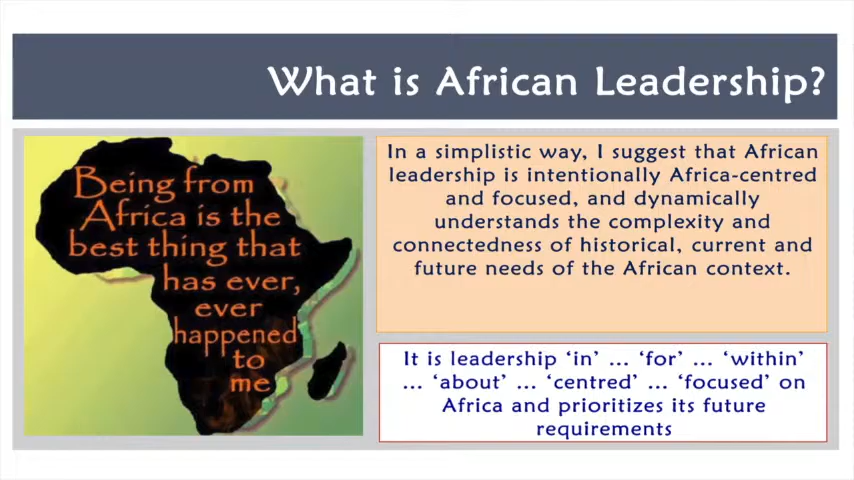 What is African Leadership?
Being from
Africa is the
best thing that
has ever,
ever
happened
to
me
In a simplistic way, I suggest that African
leadership is intentionally Africa-centred
and focused, and dynamically
understands the complexity and
connectedness of historical, current and
future needs of the African context.
It is leadership ‘in’ ... ‘for’ ... ‘within’
... ‘about’ ... ‘centred’ ... ‘focused’ on
Africa and prioritizes its future
requirements